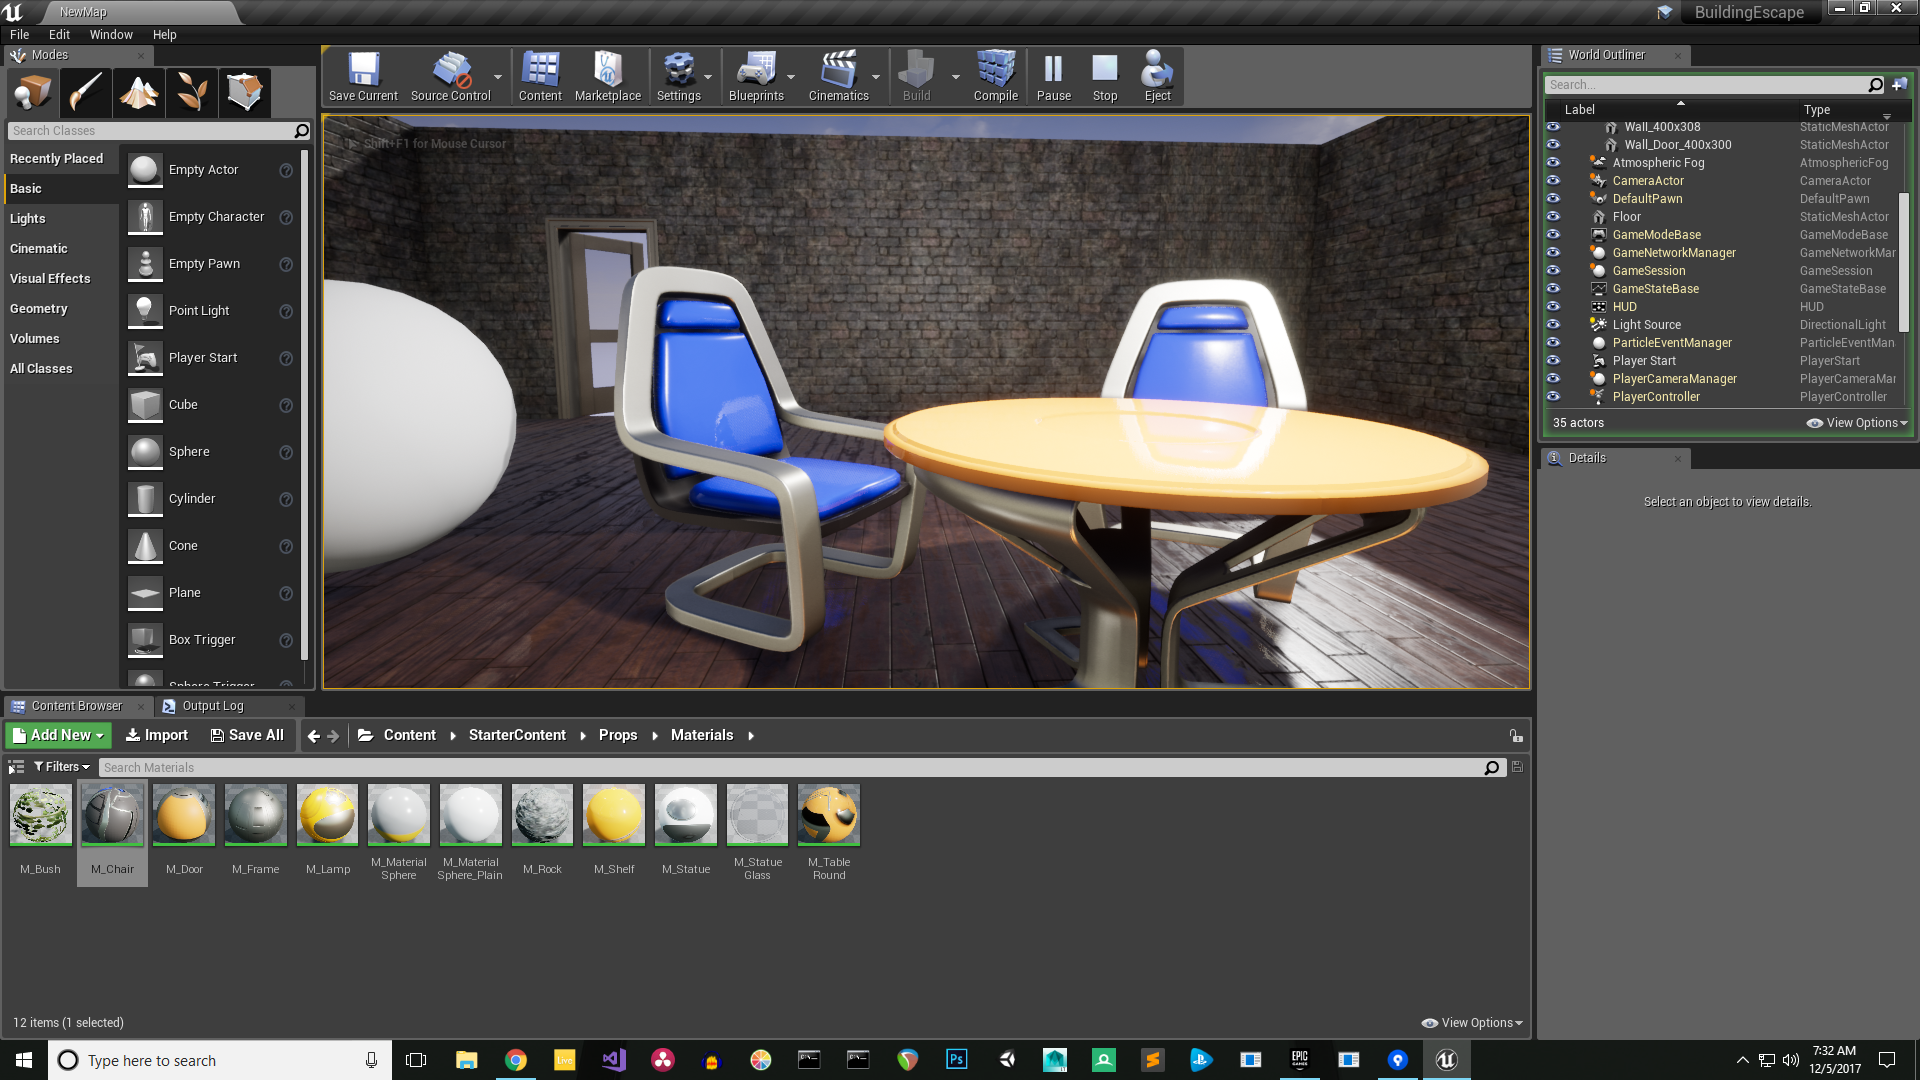 NewMap
BuildingEscape
File Edit Window Help
Modes
Search Classes
Recently Placed
Basic
Lights
Cinematic
Visual Effects
Geometry
Volumes
All Classes
Empty Actor
Empty Character
Empty Pawn
Point Light
Player Start
Cube
Sphere
Cylinder
Cone
Plane
Box Trigger
Sphere Trigger
Save Current
Source Control
Content
Marketplace
Settings
Blueprints
Cinematics
Build
Compile
Pause
Stop
Eject
Shift+F1 for Mouse Cursor
World Outliner
Search...
Label Type
Wall_400x308 StaticMeshActor
Wall_Door_400x300 StaticMeshActor
Atmospheric Fog AtmosphericFog
CameraActor CameraActor
DefaultPawn DefaultPawn
Floor StaticMeshActor
GameModeBase GameModeBase
GameNetworkManager GameNetworkMar
GameSession GameSession
GameStateBase GameStateBase
HUD HUD
Light Source DirectionalLight
ParticleEventManager ParticleEventMan
Player Start PlayerStart
PlayerCameraManager PlayerCameraMar
PlayerController PlayerController
35 actors
View Options
Details
Select an object to view details.
Content Browser
Output Log
Add New
Import
Save All
Content
StarterContent
Props
Materials
Filters
Search Materials
M_Bush
M_Chair
M_Door
M_Frame
M_Lamp
M_Material
Sphere
M_Material
Sphere_Plain
M_Rock
M_Shelf
M_Statue
M_Statue
Glass
M_Table
Round
12 items (1 selected)
View Options
Type here to search
Live
Ps
EPIC
GAMES
7:32 AM
12/5/2017